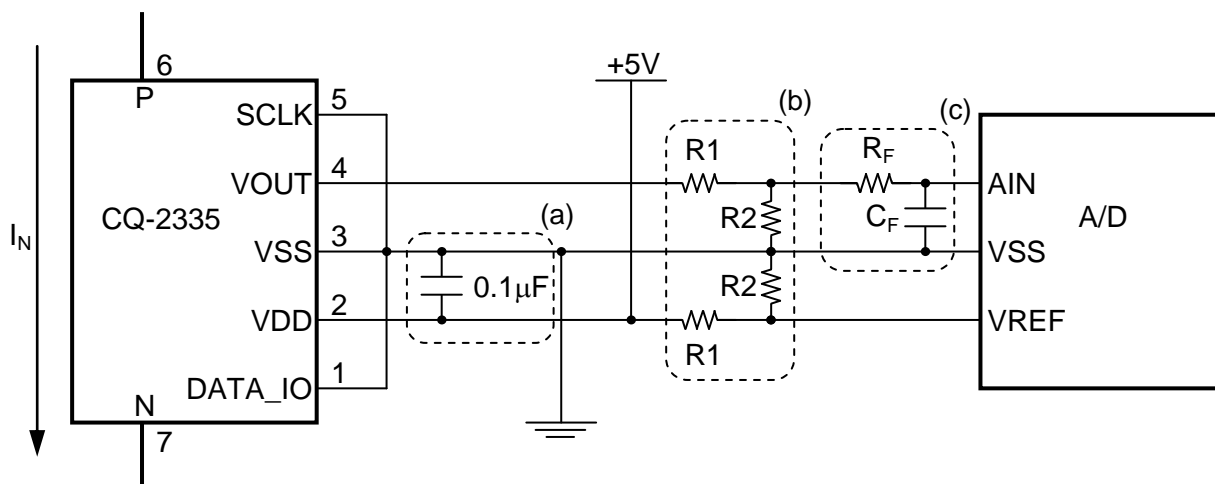 6
P
SCLK
5
+5V
(b)
(c)
R1
RF
VOUT
4
AIN
CQ-2335
R2
CF
A/D
IN
(a)
VSS
3
VSS
0.1μF
R2
VDD
2
VREF
R1
DATA_IO
1
N
7